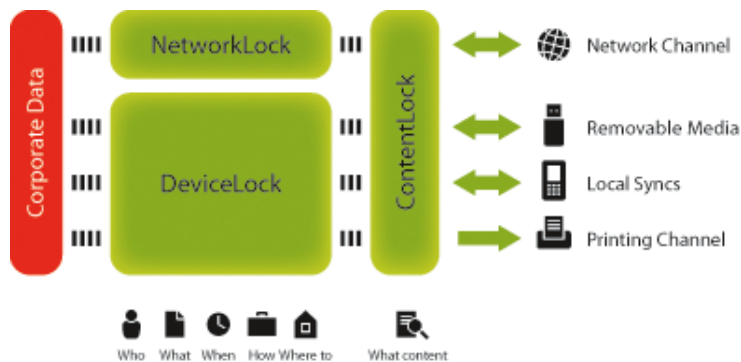 Corporate Data
NetworkLock
DeviceLock
ContentLock
Network Channel
Removable Media
Local Syncs
Printing Channel
Who What When How Where to
What content